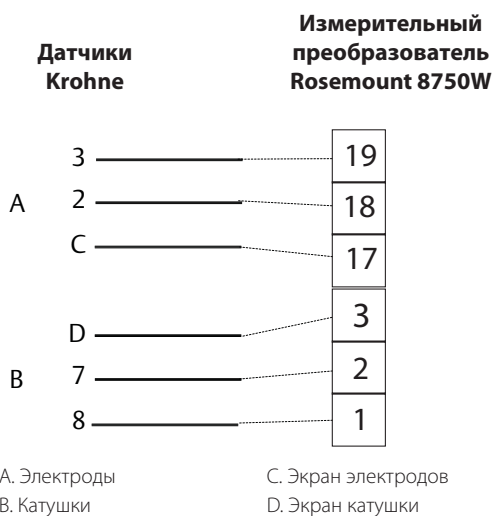 Датчики
Krohne
Измерительный
преобразователь
Rosemount 8750W
3 19
A 2 18
C 17
D 3
B 7 2
8 1
A. Электроды C. Экран электродов
B. Катушки D. Экран катушки